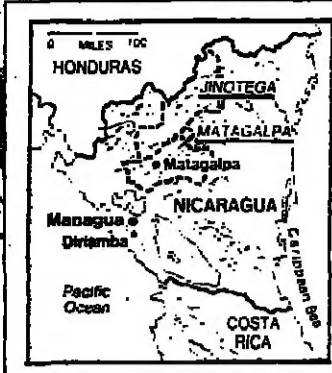 0 MILES 100
HONDURAS
JINOTEGA
MATAGALPA
Matagalpa
NICARAGUA
Managua
Diriamba
Caribbean Sea
Pacific
Ocean
COSTA
RICA